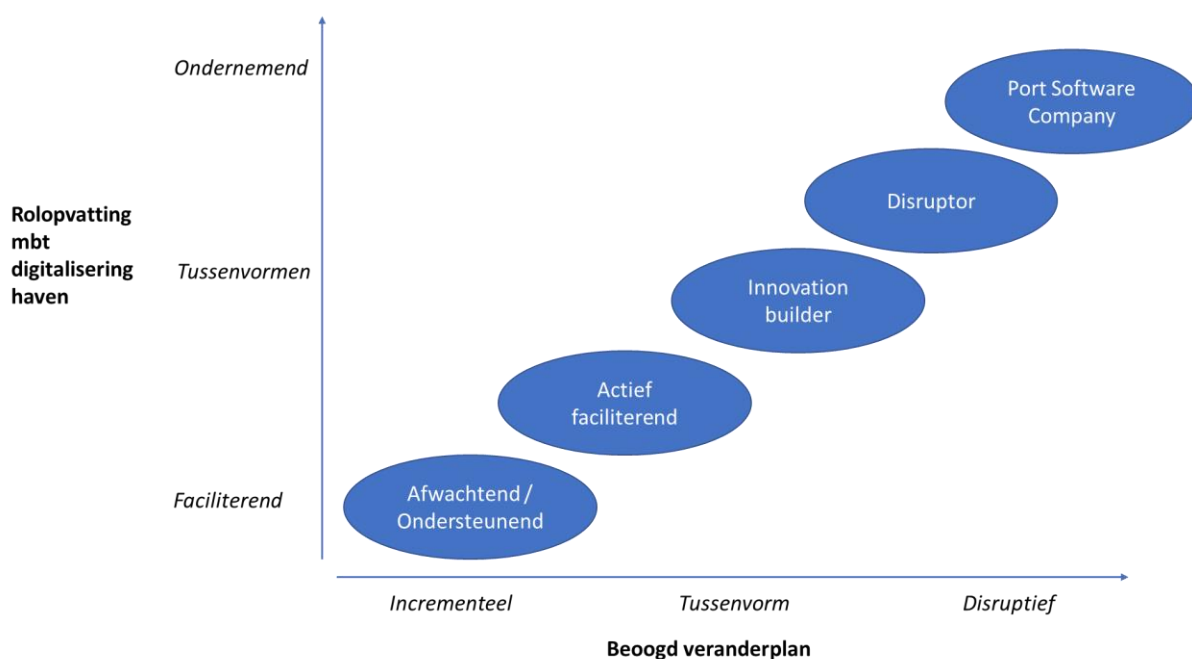 Ondernemend
Port Software
Company
Rolopvatting
mbt
digitalisering
haven
Disruptor
Tussenvormen
Innovation
builder
Actief
faciliterend
Faciliterend
Afwachtend /
Ondersteunend
Incrementeel
Tussenvorm
Disruptief
Beoogd veranderplan